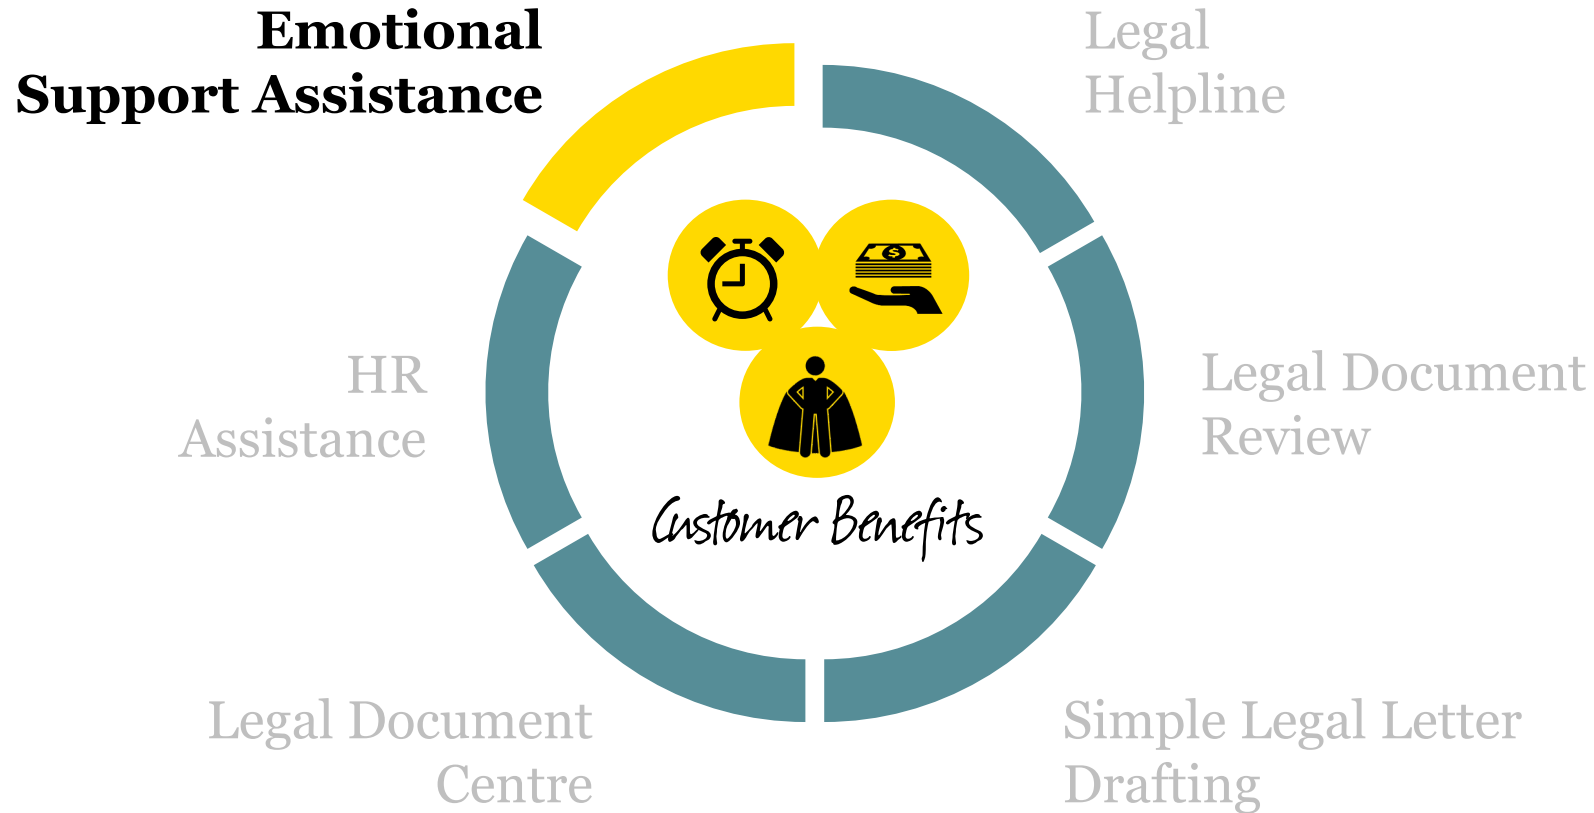 Emotional
Support Assistance
Legal
Helpline
HR
Assistance
Legal Document
Review
Customer Benefits
Legal Document
Centre
Simple Legal Letter
Drafting